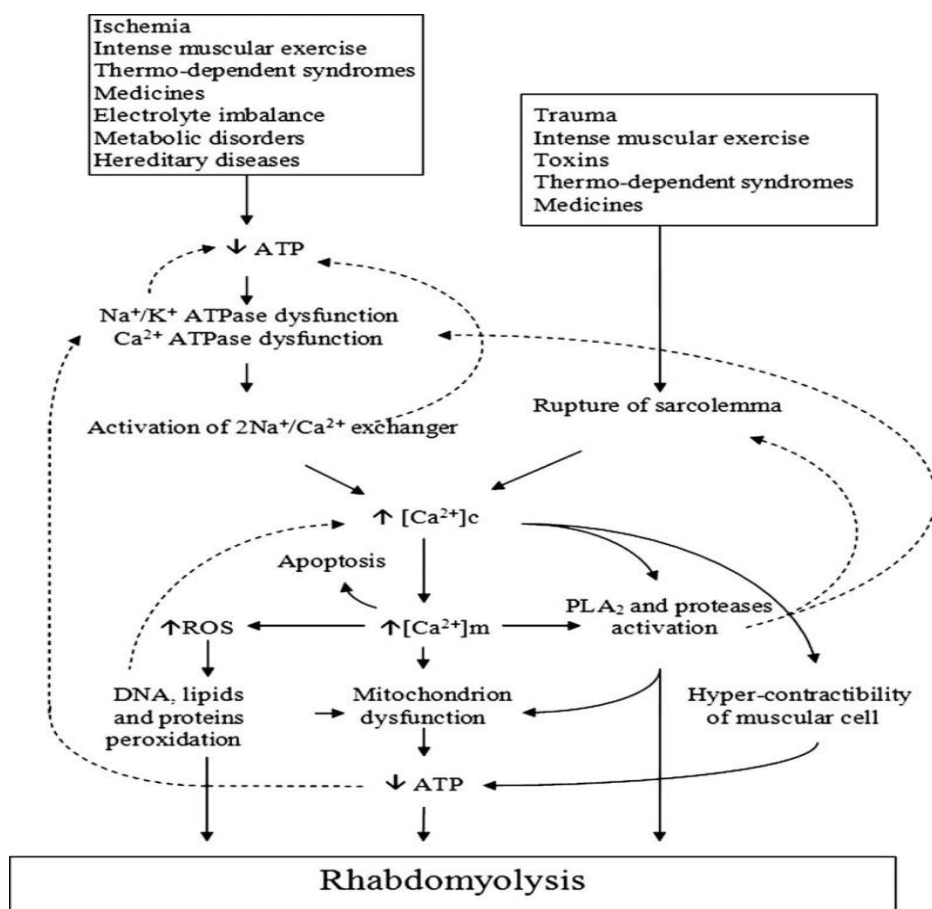 Ischemia
Intense muscular exercise
Thermo-dependent syndromes
Medicines
Electrolyte imbalance
Metabolic disorders
Hereditary diseases
Trauma
Intense muscular exercise
Toxins
Thermo-dependent syndromes
Medicines
↓ ATP
Na⁺/K⁺ ATPase dysfunction
Ca²⁺ ATPase dysfunction
Activation of 2Na⁺/Ca²⁺ exchanger
Rupture of sarcolemma
↑ [Ca²⁺]c
Apoptosis
↑ROS
↑[Ca²⁺]m
PLA₂ and proteases
activation
DNA, lipids
and proteins
peroxidation
Mitochondrion
dysfunction
Hyper-contractibility
of muscular cell
↓ ATP
Rhabdomyolysis